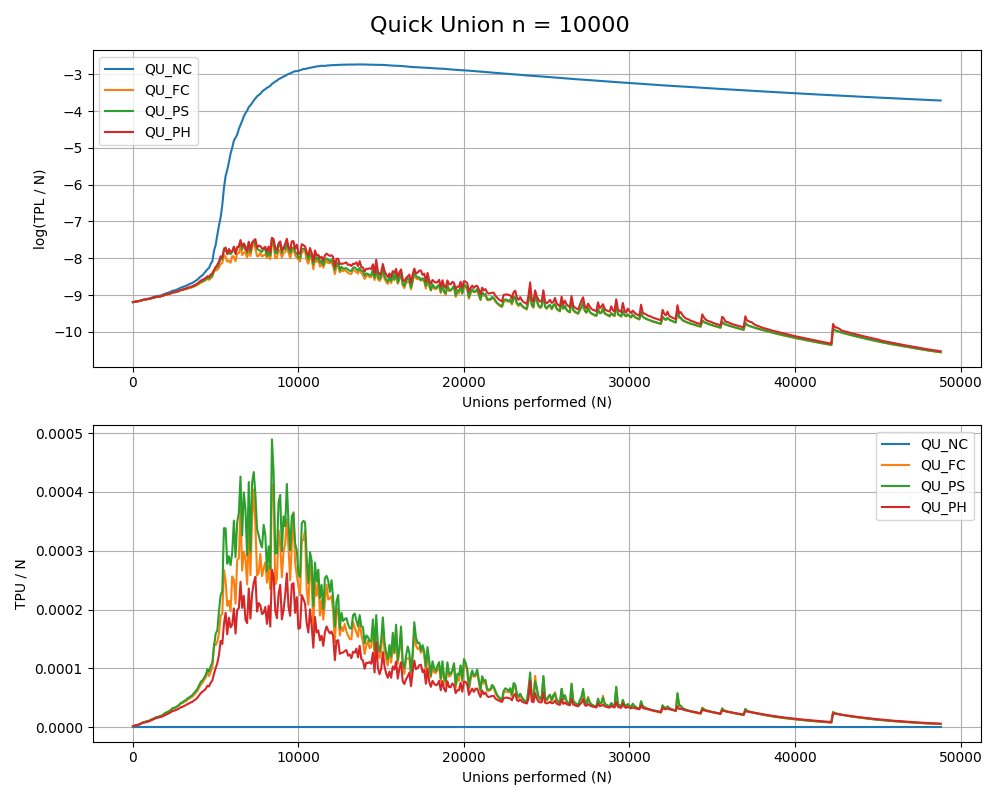 Quick Union n = 10000
−3
−4
−5
−6
−7
−8
−9
−10
log(TPL / N)
QU_NC
QU_FC
QU_PS
QU_PH
0 10000 20000 30000 40000 50000
Unions performed (N)
0.0005
0.0004
0.0003
0.0002
0.0001
0.0000
TPU / N
QU_NC
QU_FC
QU_PS
QU_PH
0 10000 20000 30000 40000 50000
Unions performed (N)